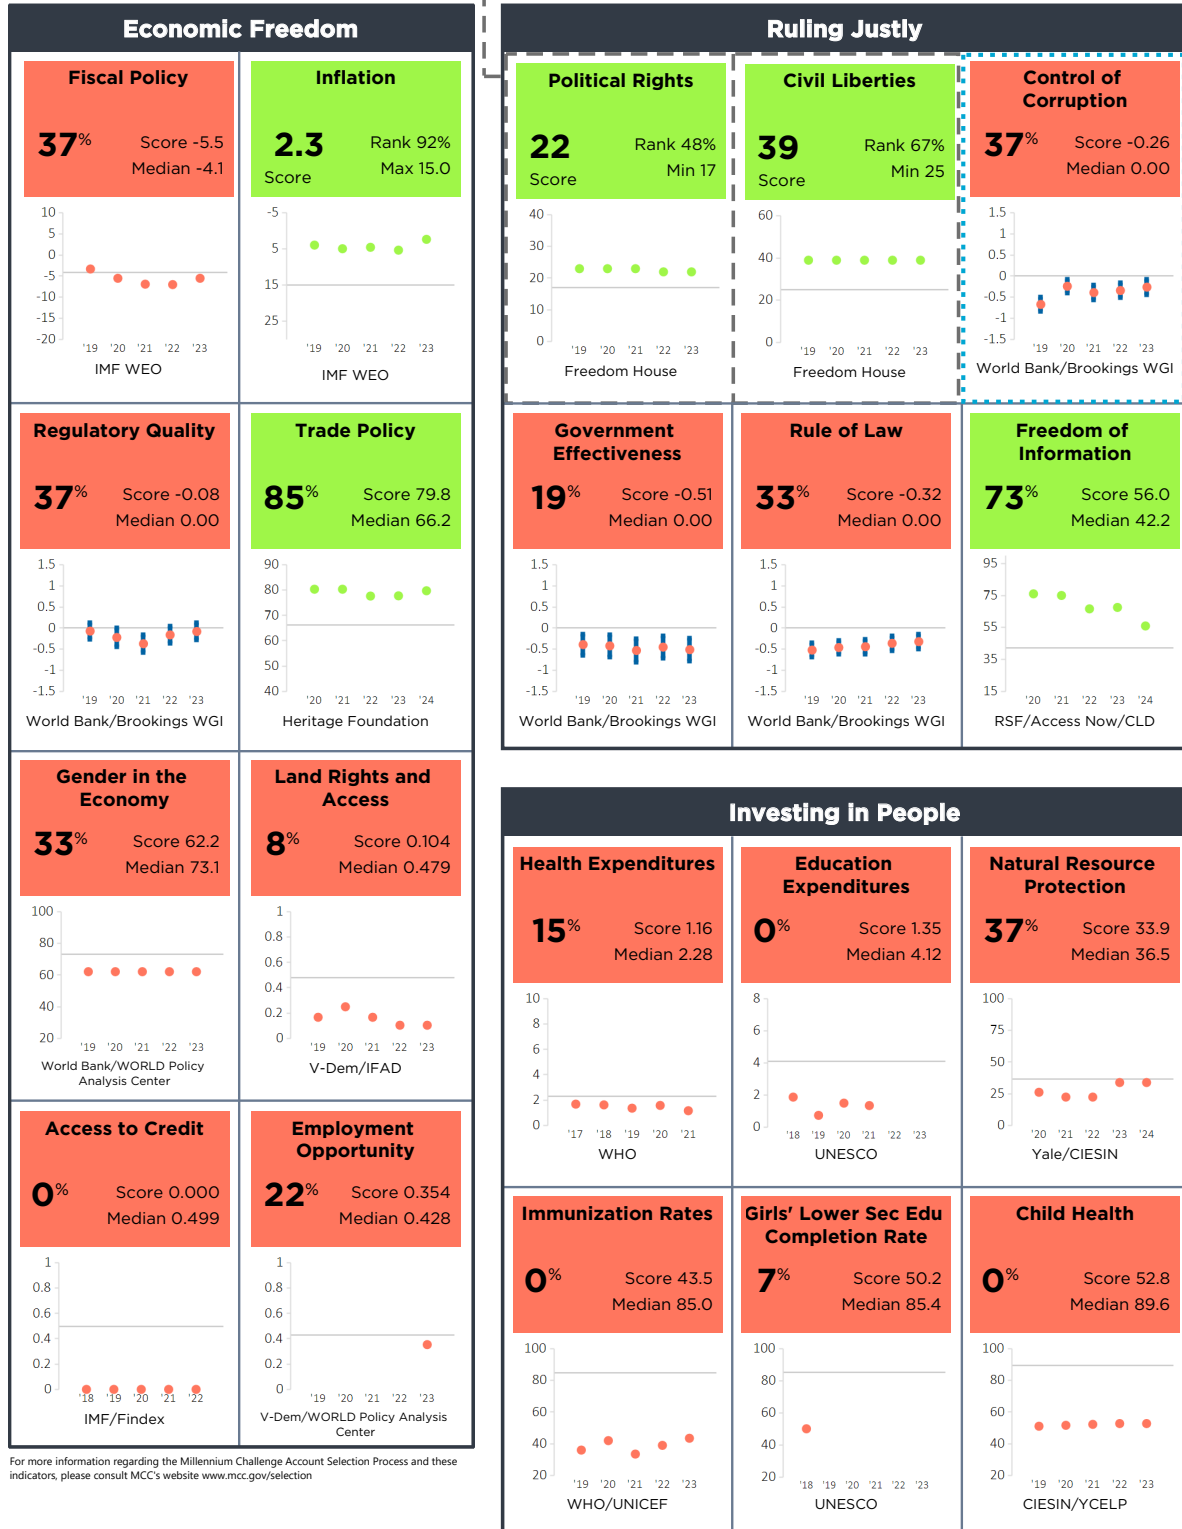 Economic Freedom
Fiscal Policy
37%
Score -5.5
Median -4.1
10
5
0
-5
-10
-15
-20
'19 '20 '21 '22 '23
IMF WEO
Inflation
2.3
Score
Rank 92%
Max 15.0
-5
5
15
25
'19 '20 '21 '22 '23
IMF WEO
Regulatory Quality
37%
Score -0.08
Median 0.00
1.5
1
0.5
0
-0.5
-1
-1.5
'19 '20 '21 '22 '23
World Bank/Brookings WGI
Trade Policy
85%
Score 79.8
Median 66.2
90
80
70
60
50
40
'20 '21 '22 '23 '24
Heritage Foundation
Gender in the
Economy
33%
Score 62.2
Median 73.1
100
80
60
40
20
'19 '20 '21 '22 '23
World Bank/WORLD Policy
Analysis Center
Land Rights and
Access
8%
Score 0.104
Median 0.479
1
0.8
0.6
0.4
0.2
0
'19 '20 '21 '22 '23
V-Dem/IFAD
Access to Credit
0%
Score 0.000
Median 0.499
1
0.8
0.6
0.4
0.2
0
'18 '19 '20 '21 '22
IMF/Findex
Employment
Opportunity
22%
Score 0.354
Median 0.428
1
0.8
0.6
0.4
0.2
0
'19 '20 '21 '22 '23
V-Dem/WORLD Policy Analysis
Center
For more information regarding the Millennium Challenge Account Selection Process and these
indicators, please consult MCC's website www.mcc.gov/selection
Ruling Justly
Political Rights
22
Score
Rank 48%
Min 17
40
30
20
10
0
'19 '20 '21 '22 '23
Freedom House
Civil Liberties
39
Score
Rank 67%
Min 25
60
40
20
0
'19 '20 '21 '22 '23
Freedom House
Control of
Corruption
37%
Score -0.26
Median 0.00
1.5
1
0.5
0
-0.5
-1
-1.5
'19 '20 '21 '22 '23
World Bank/Brookings WGI
Government
Effectiveness
19%
Score -0.51
Median 0.00
1.5
1
0.5
0
-0.5
-1
-1.5
'19 '20 '21 '22 '23
World Bank/Brookings WGI
Rule of Law
33%
Score -0.32
Median 0.00
1.5
1
0.5
0
-0.5
-1
-1.5
'19 '20 '21 '22 '23
World Bank/Brookings WGI
Freedom of
Information
73%
Score 56.0
Median 42.2
95
75
55
35
15
'20 '21 '22 '23 '24
RSF/Access Now/CLD
Investing in People
Health Expenditures
15%
Score 1.16
Median 2.28
10
8
6
4
2
0
'17 '18 '19 '20 '21
WHO
Education
Expenditures
0%
Score 1.35
Median 4.12
8
6
4
2
0
'18 '19 '20 '21 '22 '23
UNESCO
Natural Resource
Protection
37%
Score 33.9
Median 36.5
100
75
50
25
0
'20 '21 '22 '23 '24
Yale/CIESIN
Immunization Rates
0%
Score 43.5
Median 85.0
100
80
60
40
20
'19 '20 '21 '22 '23
WHO/UNICEF
Girls' Lower Sec Edu
Completion Rate
7%
Score 50.2
Median 85.4
100
80
60
40
20
'18 '19 '20 '21 '22 '23
UNESCO
Child Health
0%
Score 52.8
Median 89.6
100
80
60
40
20
'19 '20 '21 '22 '23
CIESIN/YCELP